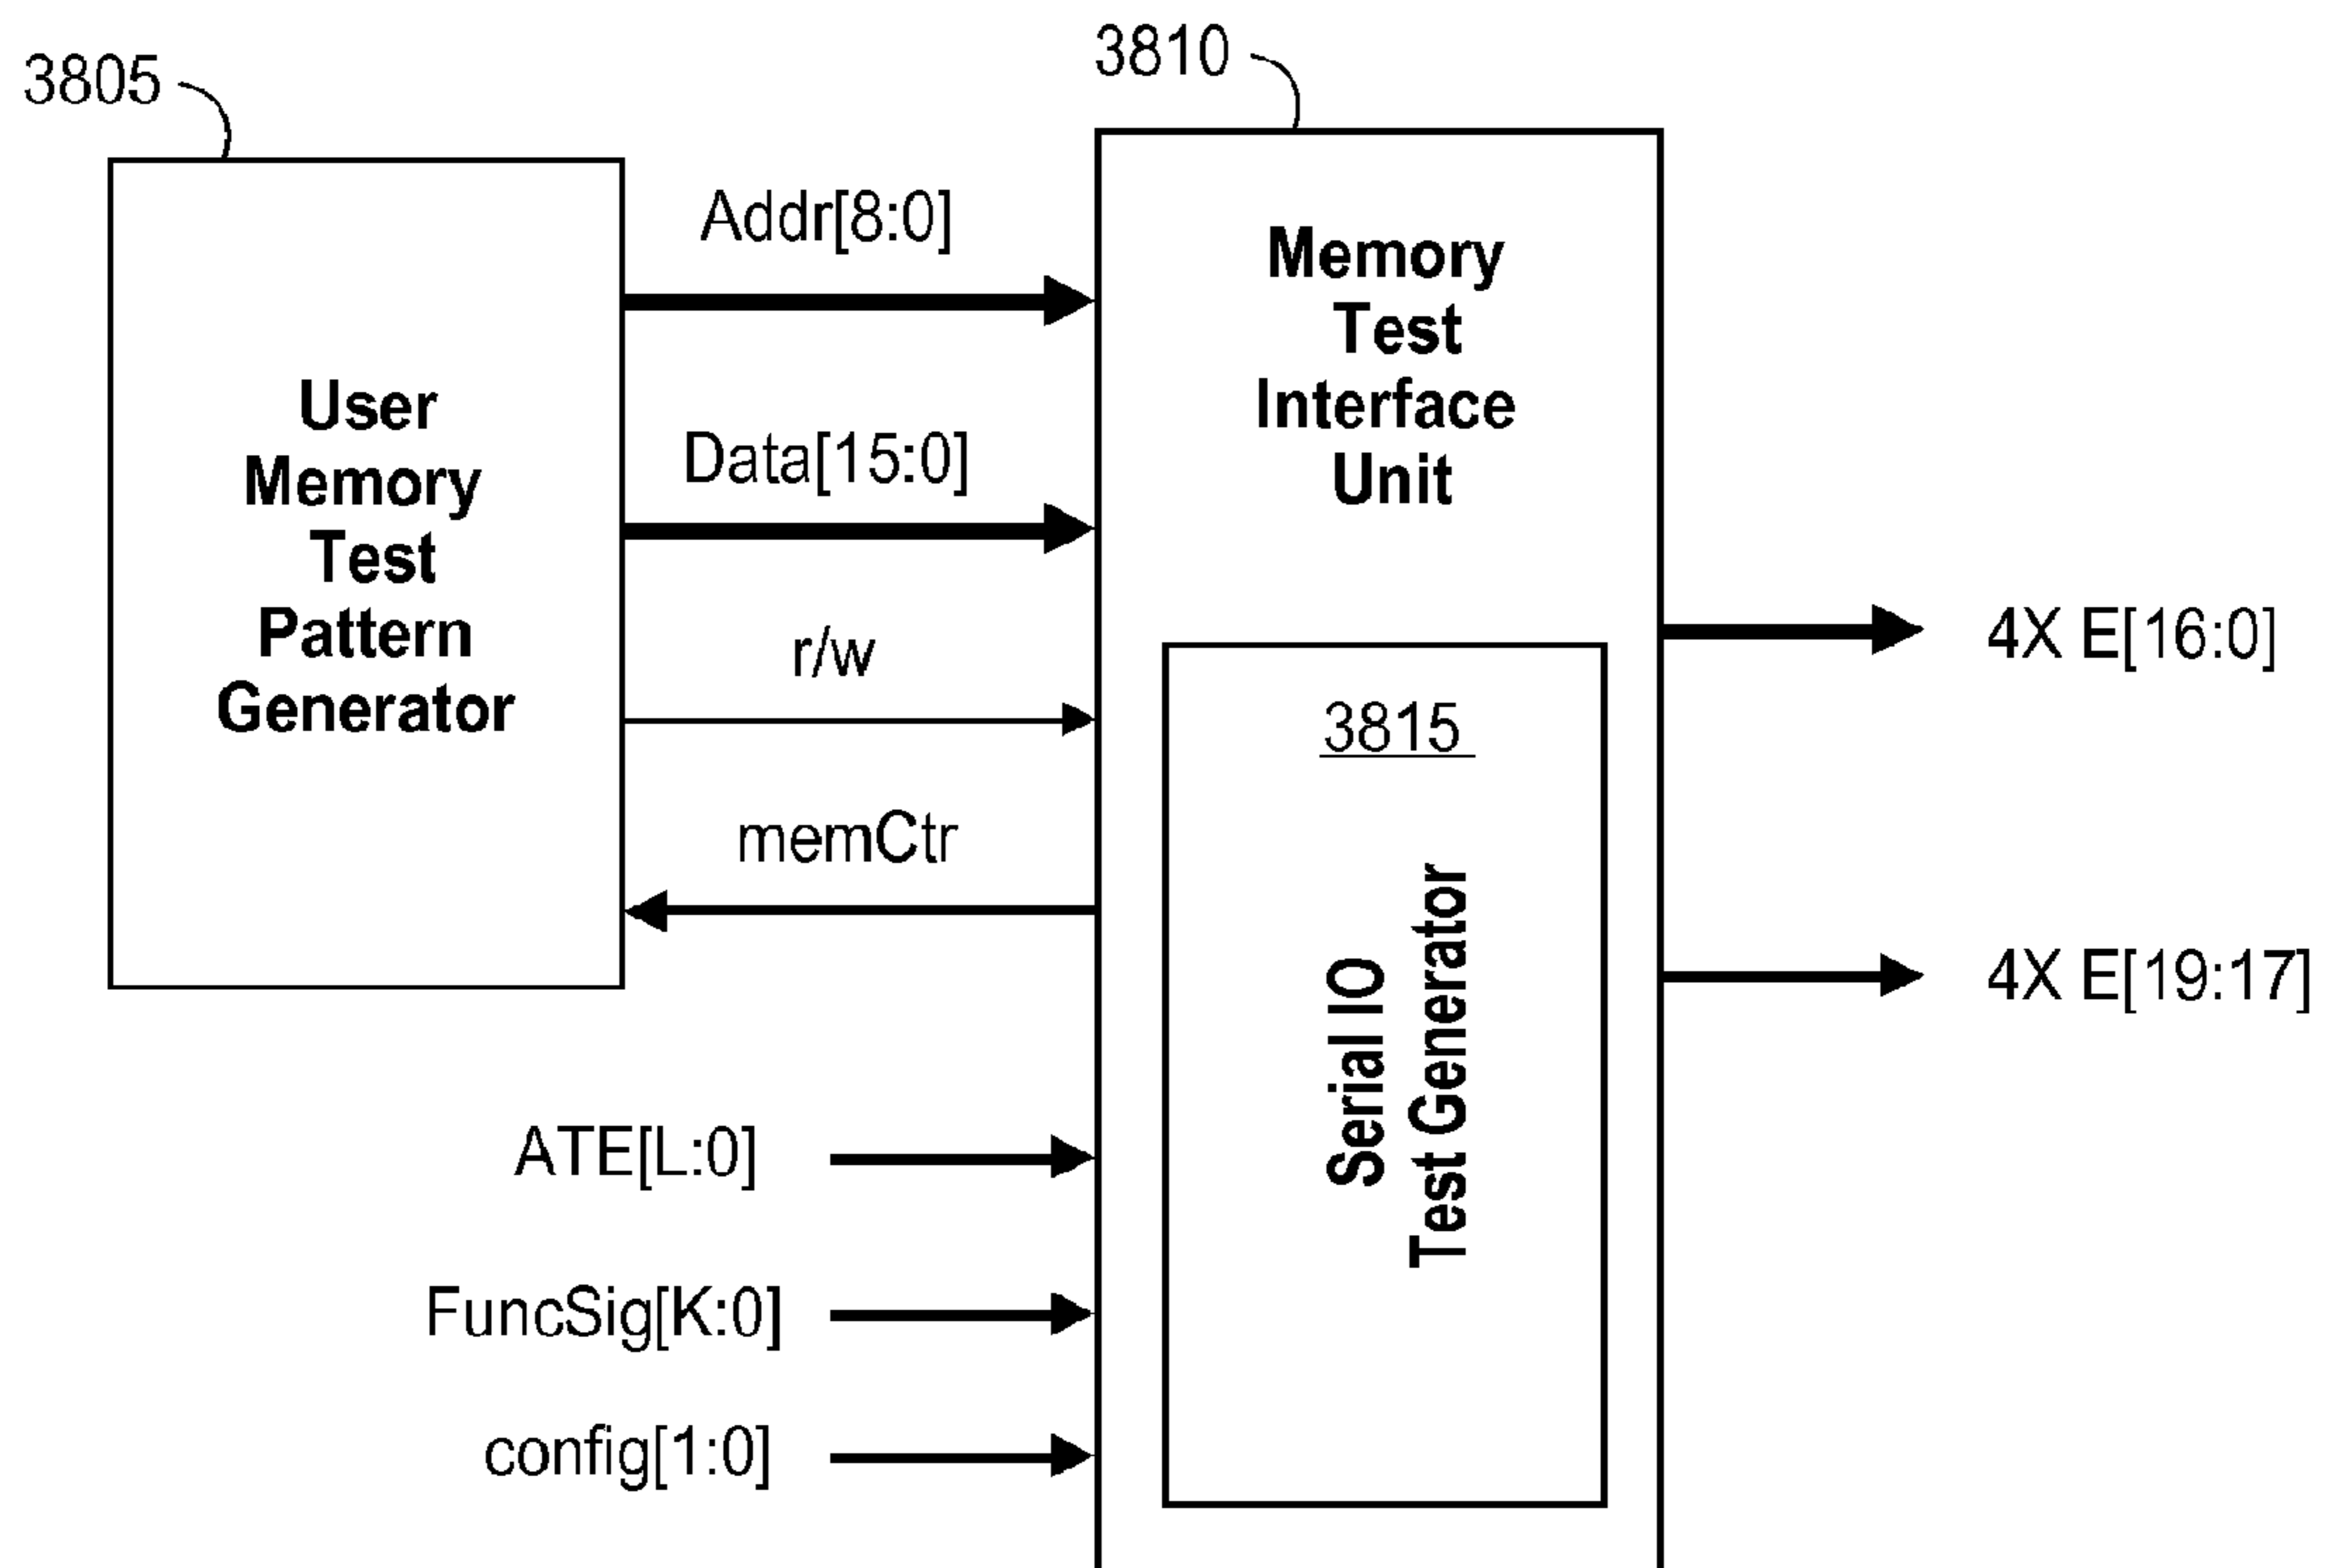 3805
3810
User
Memory
Test
Pattern
Generator
Addr[8:0]
Data[15:0]
r/w
memCtr
ATE[L:0]
FuncSig[K:0]
config[1:0]
Memory
Test
Interface
Unit
3815
Serial IO
Test Generator
4X E[16:0]
4X E[19:17]